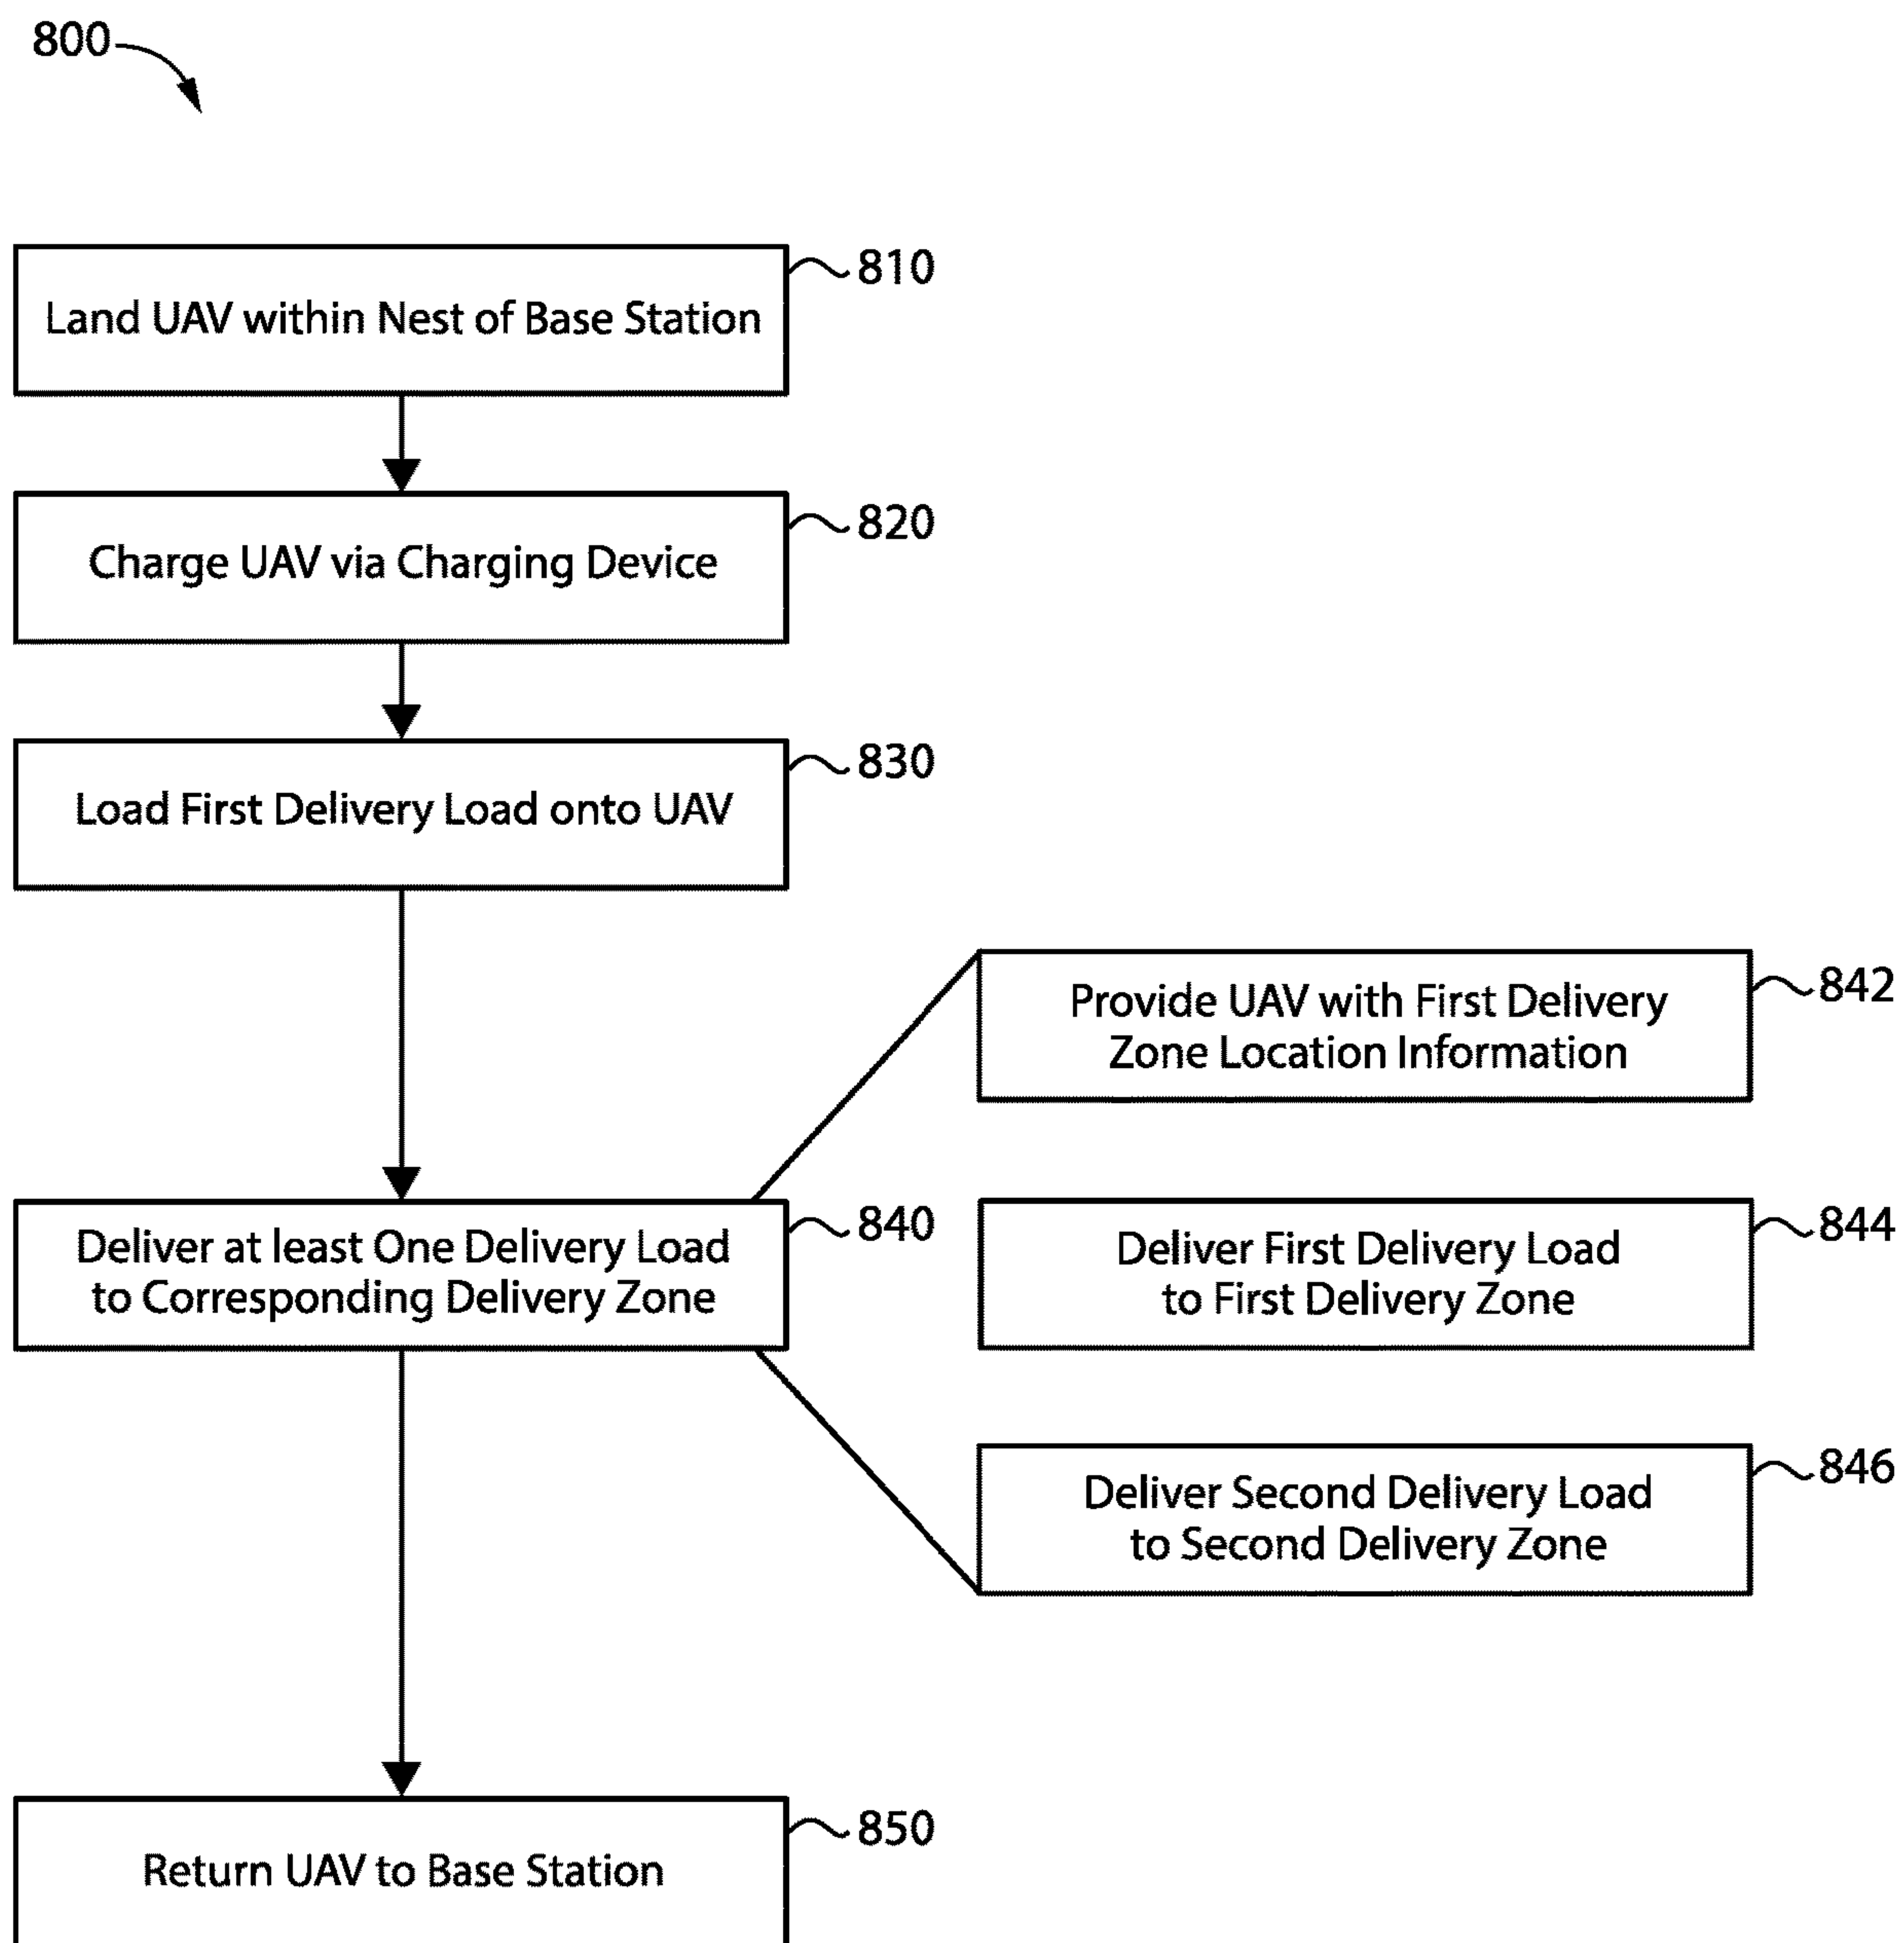 800
810
Land UAV within Nest of Base Station
820
Charge UAV via Charging Device
830
Load First Delivery Load onto UAV
842
Provide UAV with First Delivery
Zone Location Information
840
Deliver at least One Delivery Load
to Corresponding Delivery Zone
844
Deliver First Delivery Load
to First Delivery Zone
846
Deliver Second Delivery Load
to Second Delivery Zone
850
Return UAV to Base Station